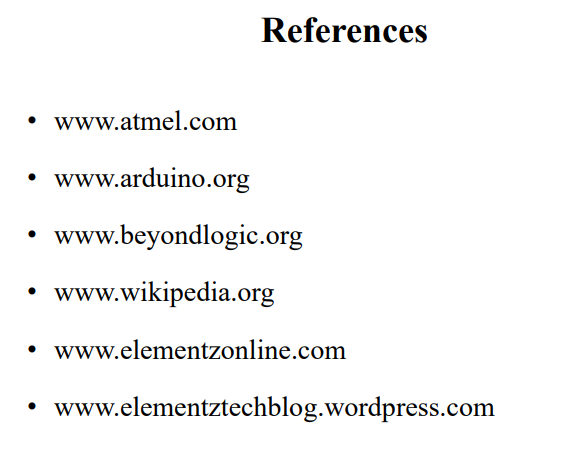 References
• www.atmel.com
• www.arduino.org
• www.beyondlogic.org
• www.wikipedia.org
• www.elementzonline.com
• www.elementztechblog.wordpress.com